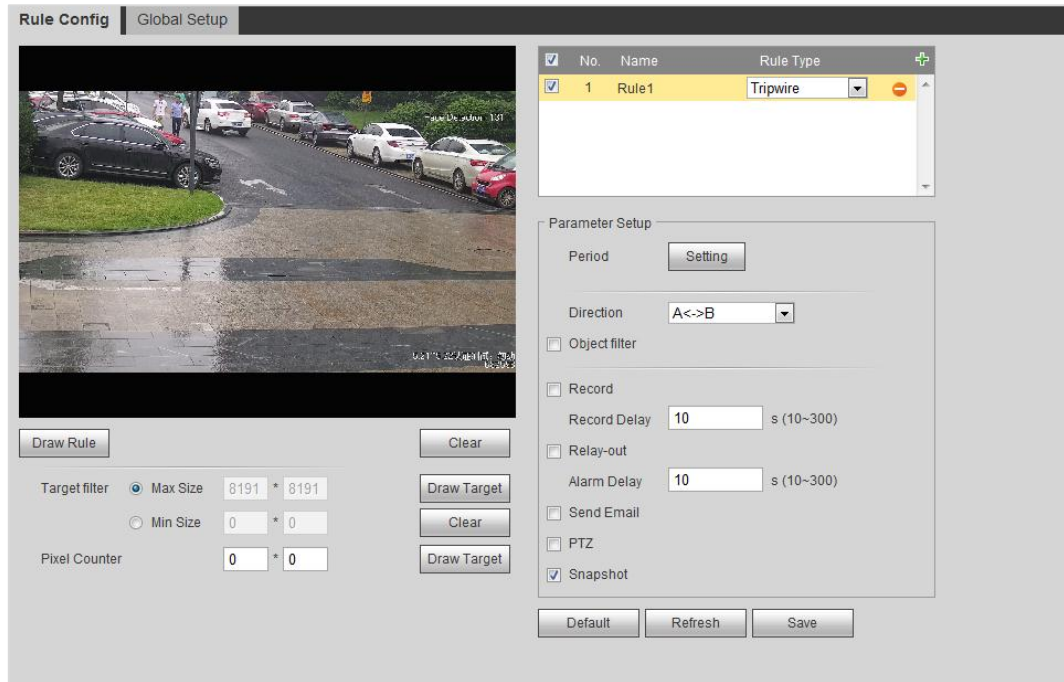 Rule Config Global Setup
No. Name Rule Type
1 Rule1 Tripwire
Face Detection 131
Parameter Setup
Period Setting
Direction A<->B
Object filter
Record
Record Delay 10 s (10~300)
Relay-out
Alarm Delay 10 s (10~300)
Send Email
PTZ
Snapshot
Default Refresh Save
Draw Rule Clear
Target filter Max Size 8191 * 8191 Draw Target
Min Size 0 * 0 Clear
Pixel Counter 0 * 0 Draw Target